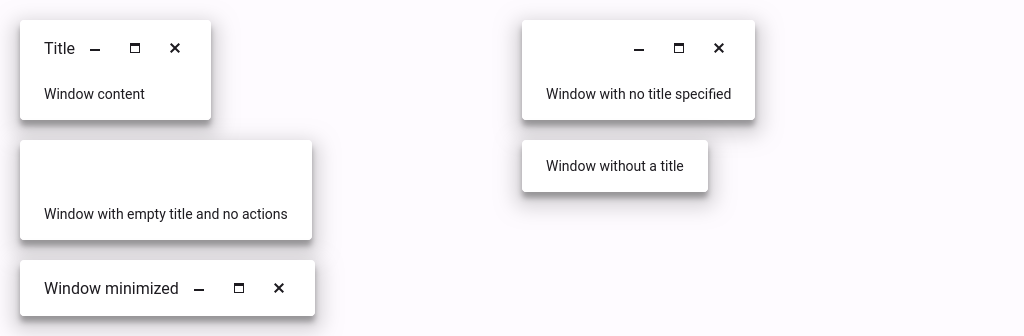 Title
Window content
Window with no title specified
Window with empty title and no actions
Window without a title
Window minimized